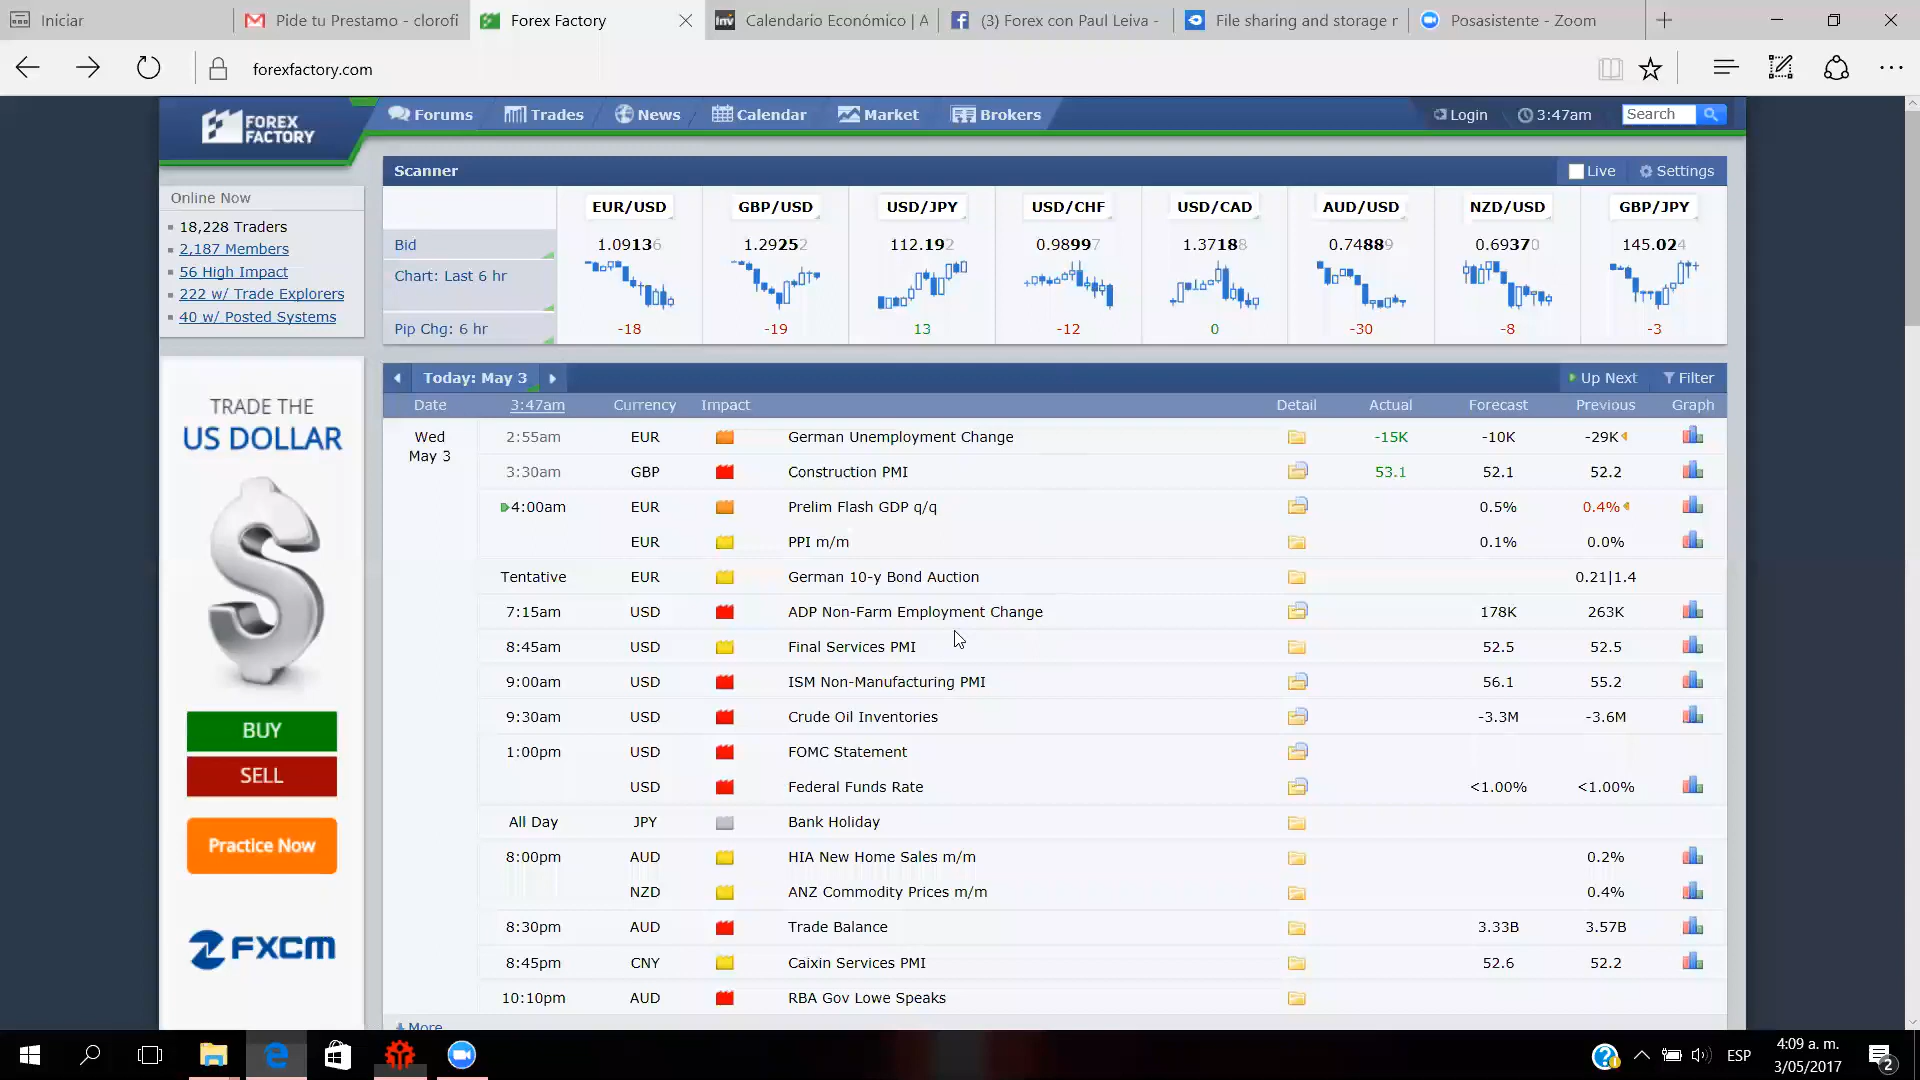 Iniciar
Pide tu Prestamo - clorofi
Forex Factory
Calendario Económico | A
(3) Forex con Paul Leiva -
File sharing and storage r
Posasistente - Zoom
forexfactory.com
FOREX FACTORY
Forums
Trades
News
Calendar
Market
Brokers
Login
3:47am
Search
Online Now
18,228 Traders
2,187 Members
56 High Impact
222 w/ Trade Explorers
40 w/ Posted Systems
TRADE THE
US DOLLAR
BUY
SELL
Practice Now
FXCM
Scanner Live Settings
EUR/USD GBP/USD USD/JPY USD/CHF USD/CAD AUD/USD NZD/USD GBP/JPY
Bid 1.09136 1.29252 112.192 0.98997 1.37188 0.74889 0.69370 145.024
Chart: Last 6 hr
Pip Chg: 6 hr -18 -19 13 -12 0 -30 -8 -3
Today: May 3 Up Next Filter
Date 3:47am Currency Impact Detail Actual Forecast Previous Graph
Wed May 3 2:55am EUR German Unemployment Change -15K -10K -29K
3:30am GBP Construction PMI 53.1 52.1 52.2
4:00am EUR Prelim Flash GDP q/q 0.5% 0.4%
EUR PPI m/m 0.1% 0.0%
Tentative EUR German 10-y Bond Auction 0.21|1.4
7:15am USD ADP Non-Farm Employment Change 178K 263K
8:45am USD Final Services PMI 52.5 52.5
9:00am USD ISM Non-Manufacturing PMI 56.1 55.2
9:30am USD Crude Oil Inventories -3.3M -3.6M
1:00pm USD FOMC Statement
USD Federal Funds Rate <1.00% <1.00%
All Day JPY Bank Holiday
8:00pm AUD HIA New Home Sales m/m 0.2%
NZD ANZ Commodity Prices m/m 0.4%
8:30pm AUD Trade Balance 3.33B 3.57B
8:45pm CNY Caixin Services PMI 52.6 52.2
10:10pm AUD RBA Gov Lowe Speaks
More
ESP
4:09 a. m.
3/05/2017
2